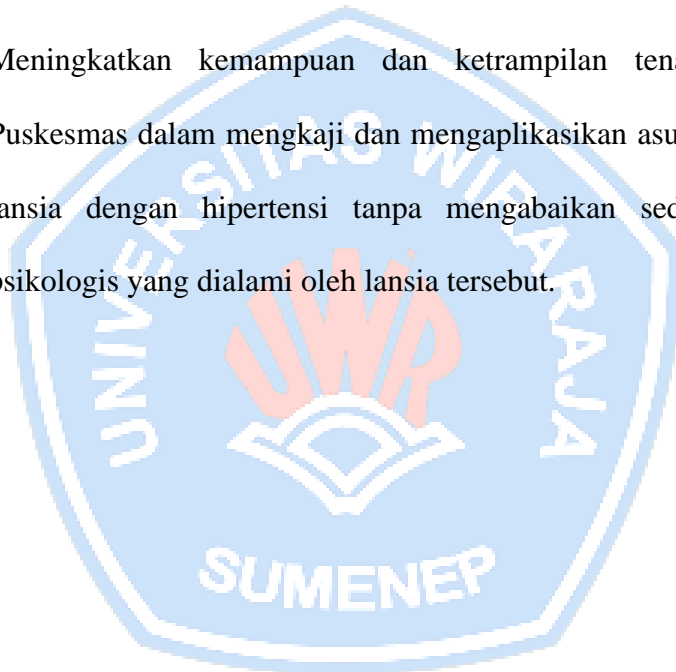 Meningkatkan kemampuan dan ketrampilan
Puskesmas dalam mengkaji dan mengaplikasikan
lansia dengan hipertensi tanpa mengabaikan
psikologis yang dialami oleh lansia tersebut.
UNIVERSITAS WIRARAJA
UWR
SUMENEP